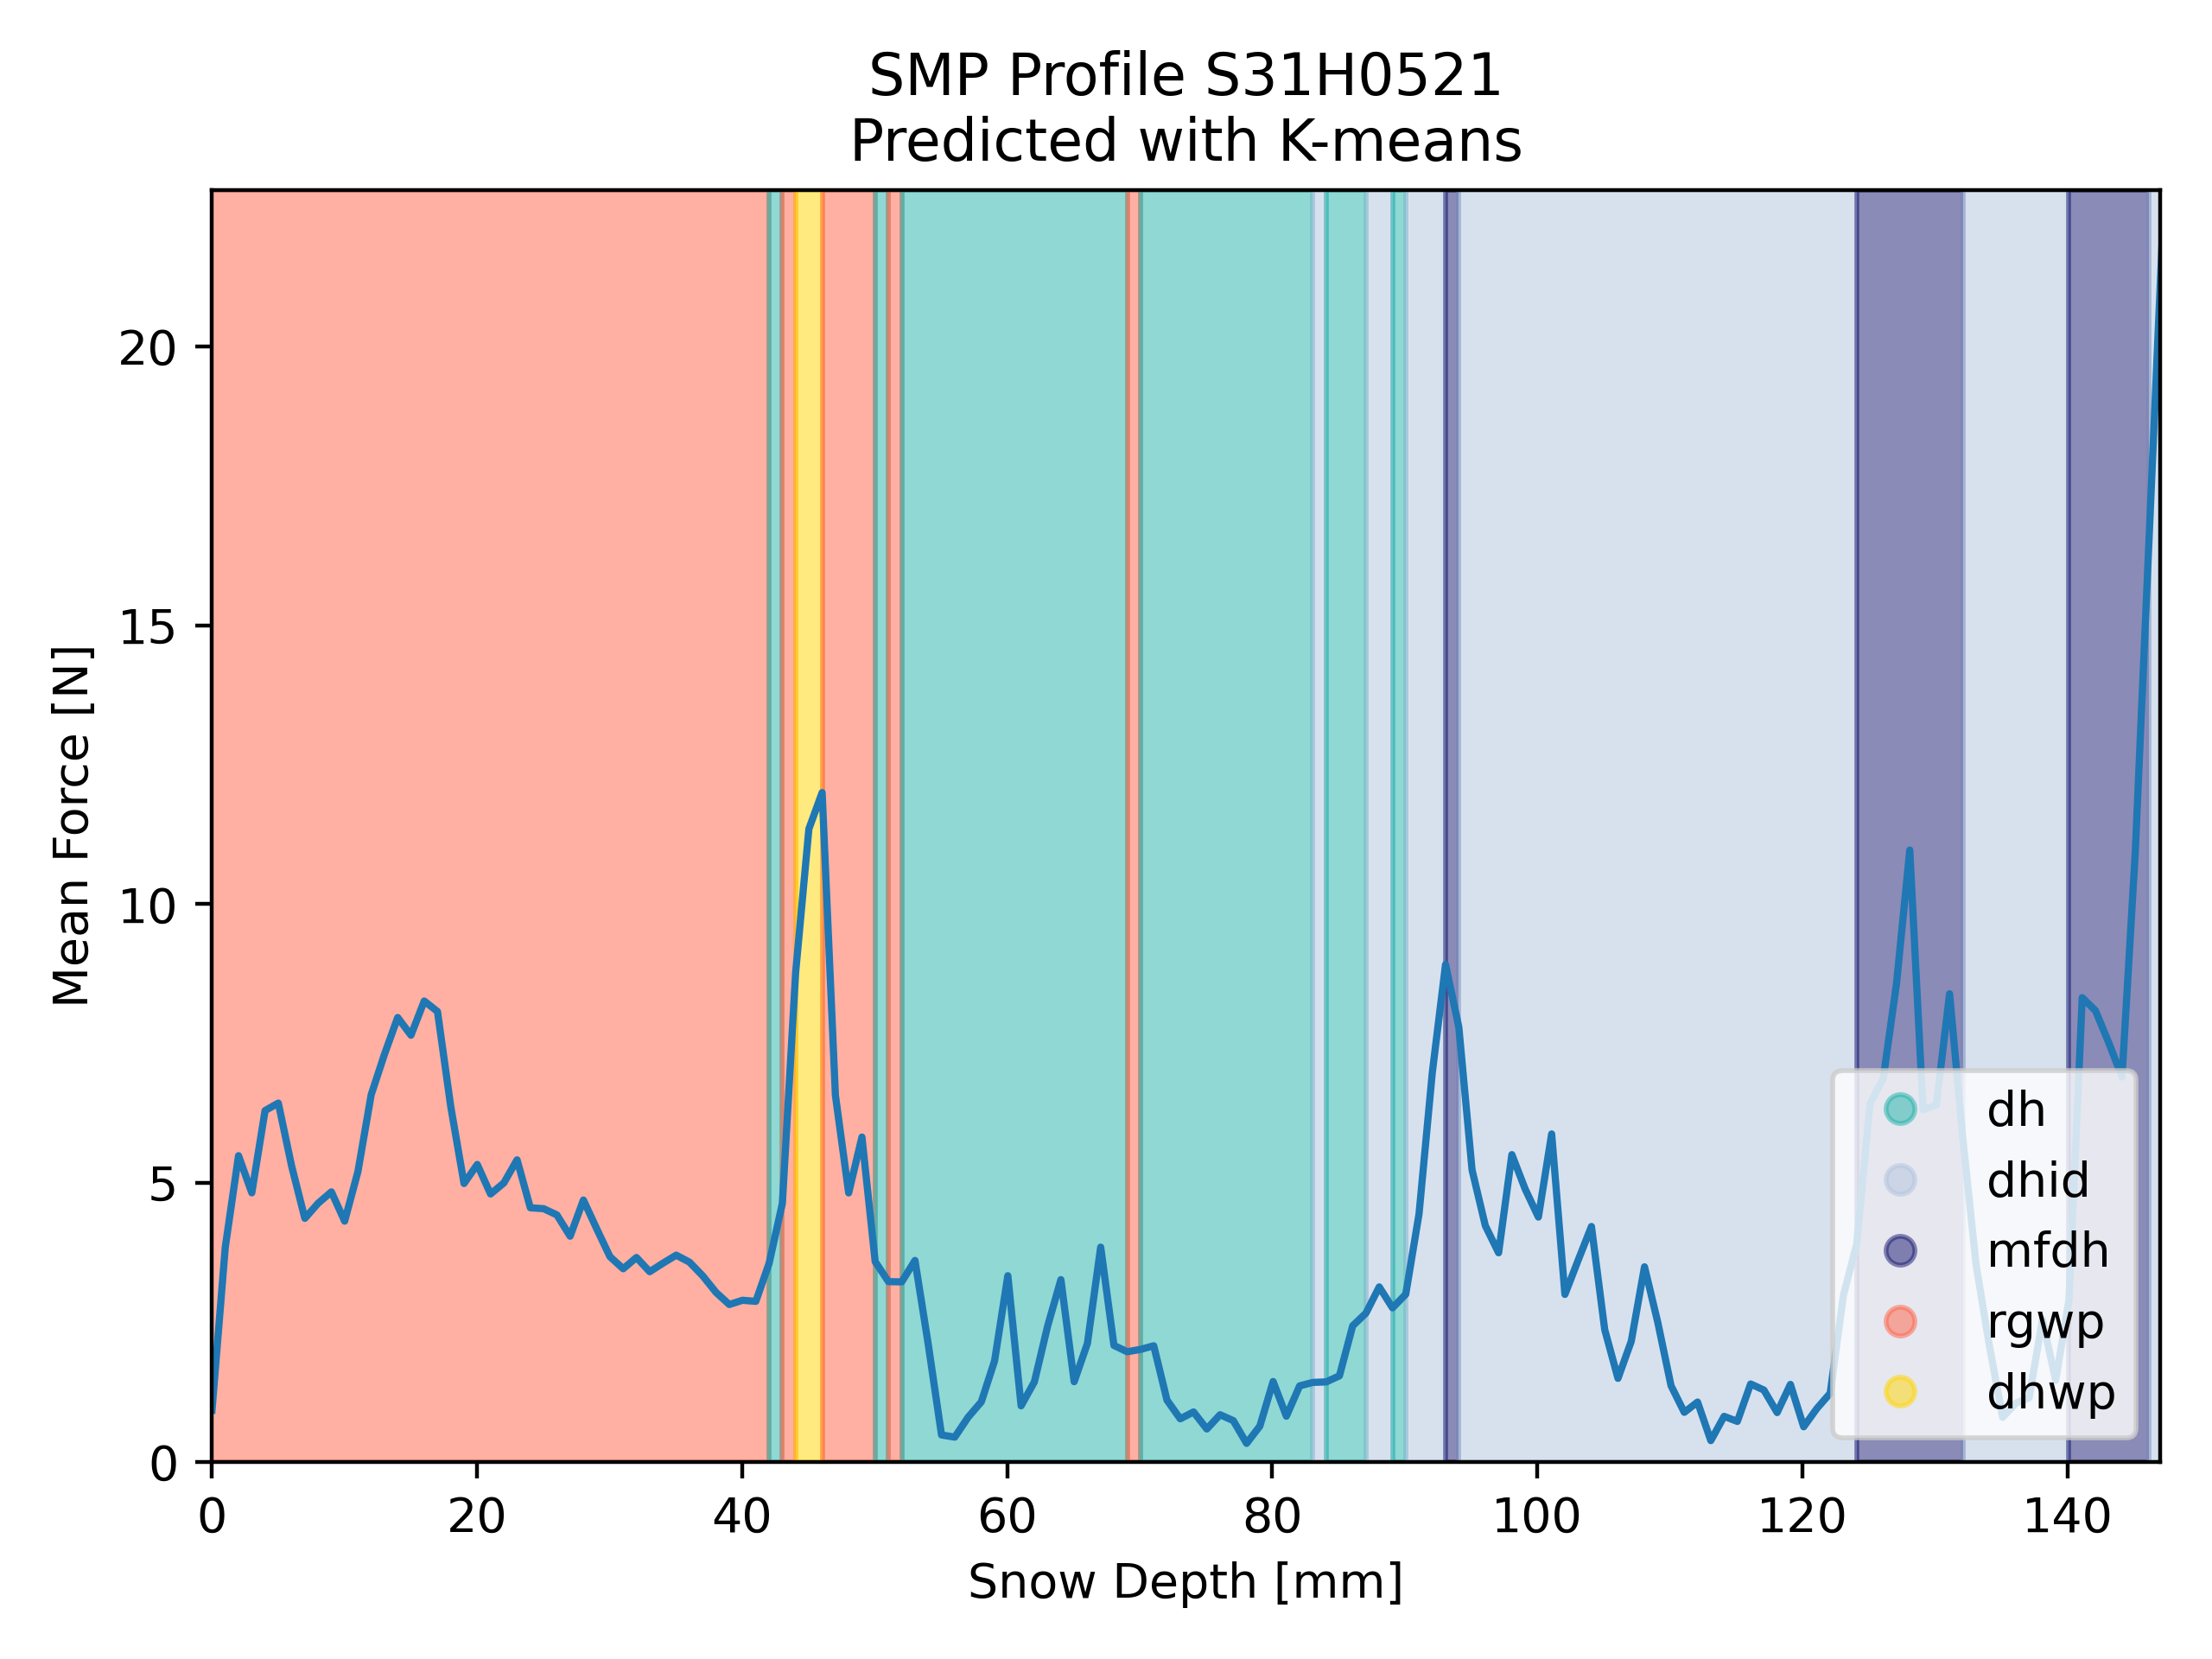 SMP Profile S31H0521
Predicted with K-means
Mean Force [N]
20
15
10
5
0
0 20 40 60 80 100 120 140
Snow Depth [mm]
dh
dhid
mfdh
rgwp
dhwp